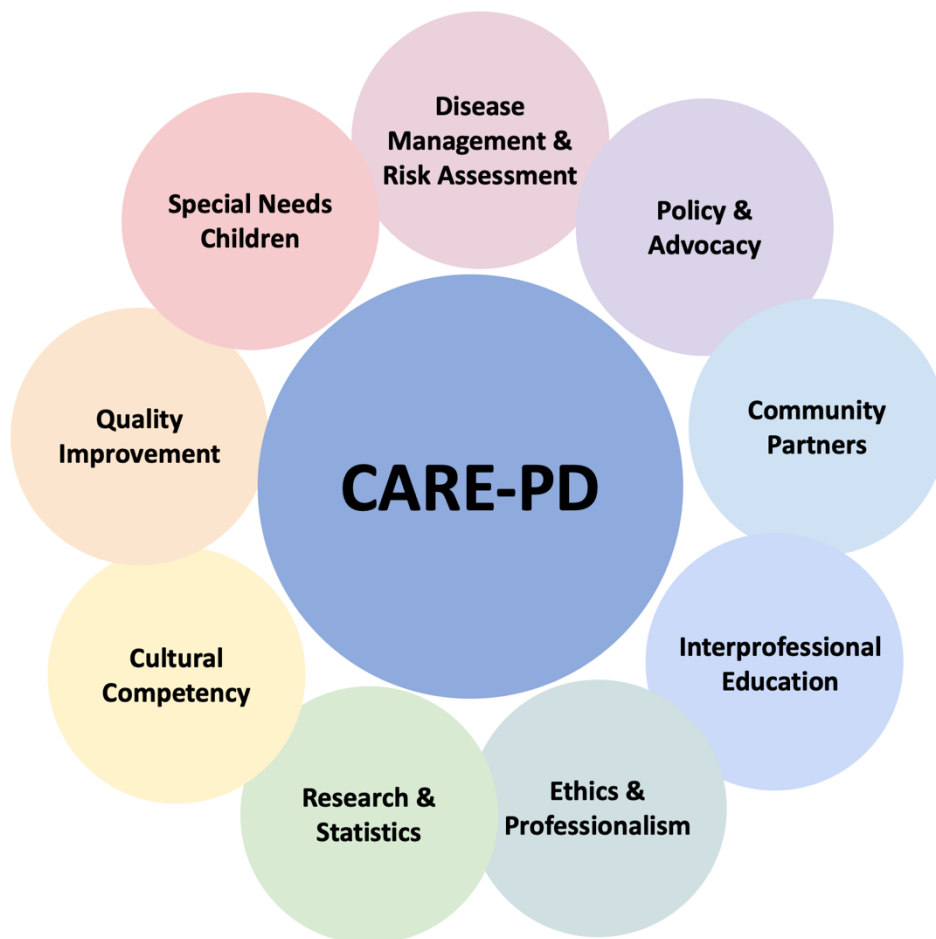 Disease
Management &
Risk Assessment
Policy &
Advocacy
Community
Partners
Interprofessional
Education
Ethics &
Professionalism
Research &
Statistics
Cultural
Competency
Quality
Improvement
Special Needs
Children
CARE-PD